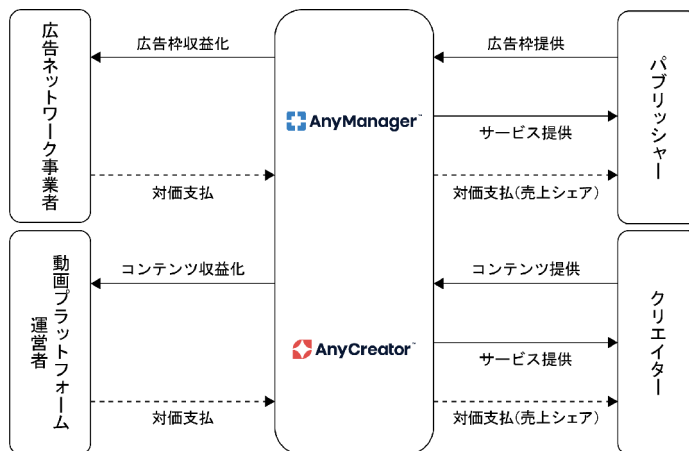 広告ネットワーク事業者
広告枠収益化
対価支払
AnyManager™
広告枠提供
サービス提供
対価支払(売上シェア)
パブリッシャー
動画プラットフォーム
運営者
コンテンツ収益化
対価支払
AnyCreator™
コンテンツ提供
サービス提供
対価支払(売上シェア)
クリエイター